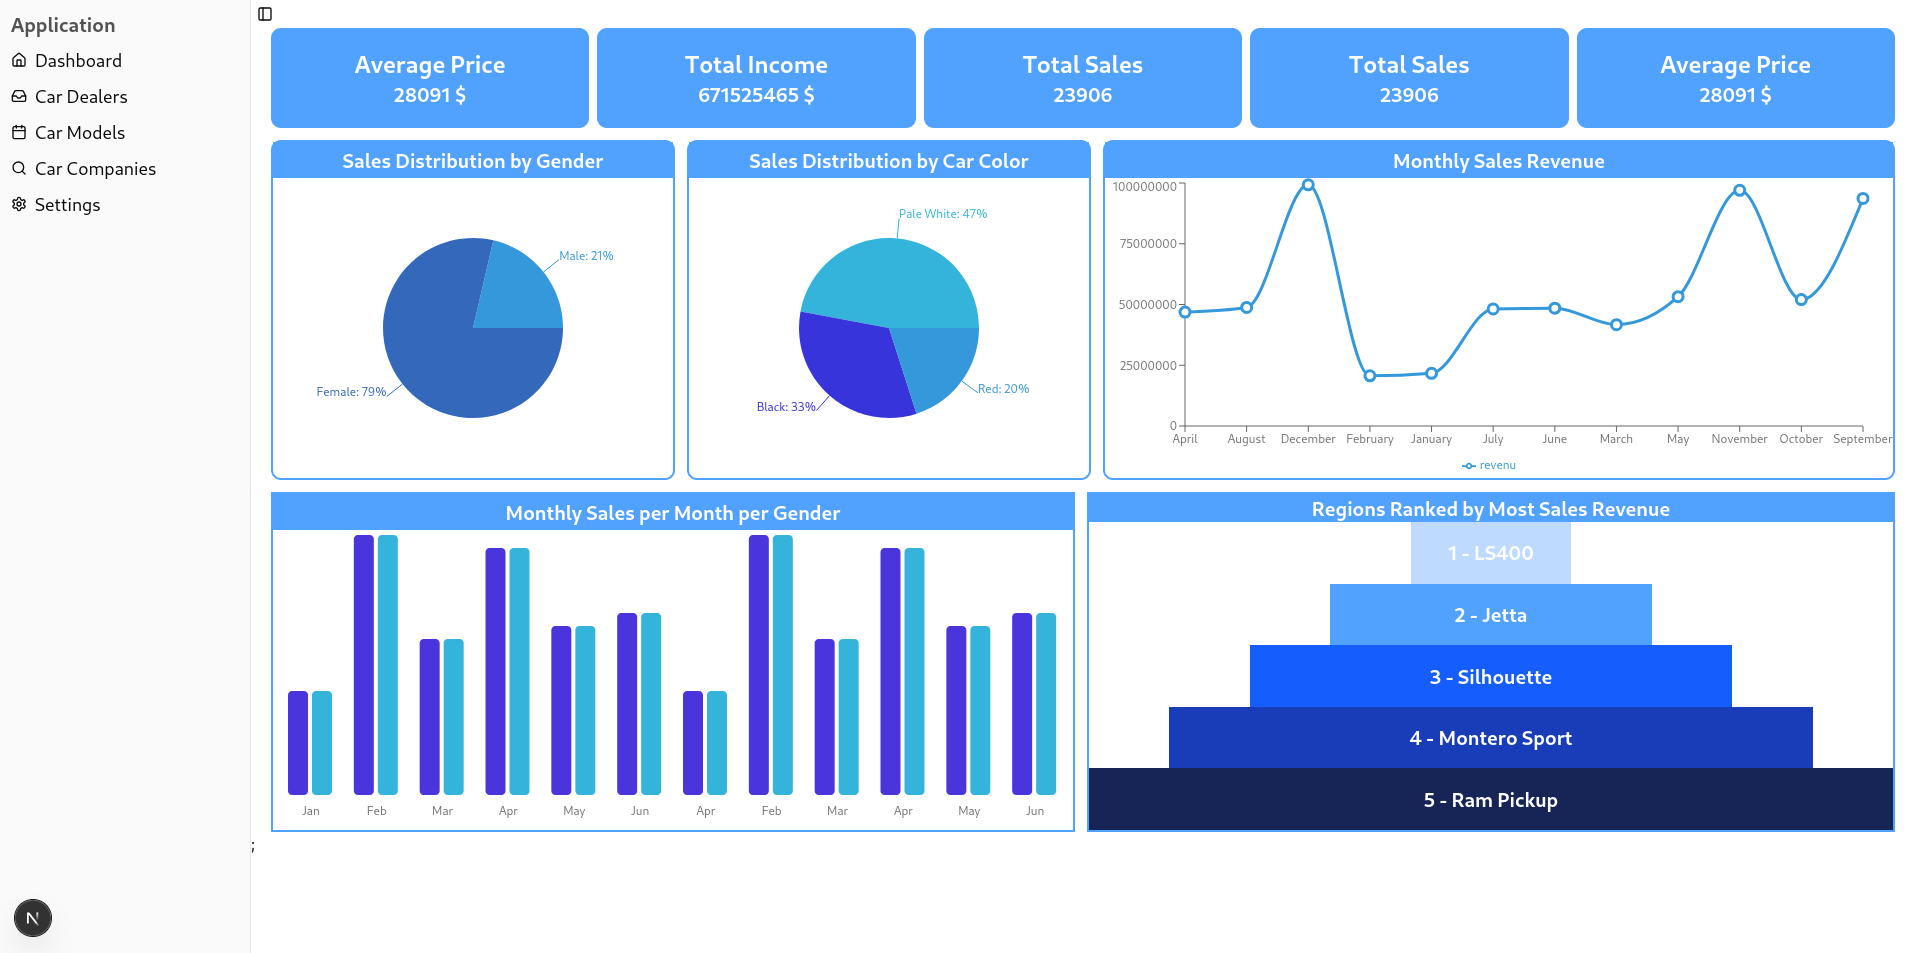 Application
Dashboard
Car Dealers
Car Models
Car Companies
Settings
Average Price
28091 $
Total Income
671525465 $
Total Sales
23906
Total Sales
23906
Average Price
28091 $
Sales Distribution by Gender
Male: 21%
Female: 79%
Sales Distribution by Car Color
Pale White: 47%
Black: 33%
Red: 20%
Monthly Sales Revenue
100000000
75000000
50000000
25000000
0
April August December February January July June March May November October September
revenu
Monthly Sales per Month per Gender
Jan Feb Mar Apr May Jun Apr Feb Mar Apr May Jun
Regions Ranked by Most Sales Revenue
1 - LS400
2 - Jetta
3 - Silhouette
4 - Montero Sport
5 - Ram Pickup
;
N